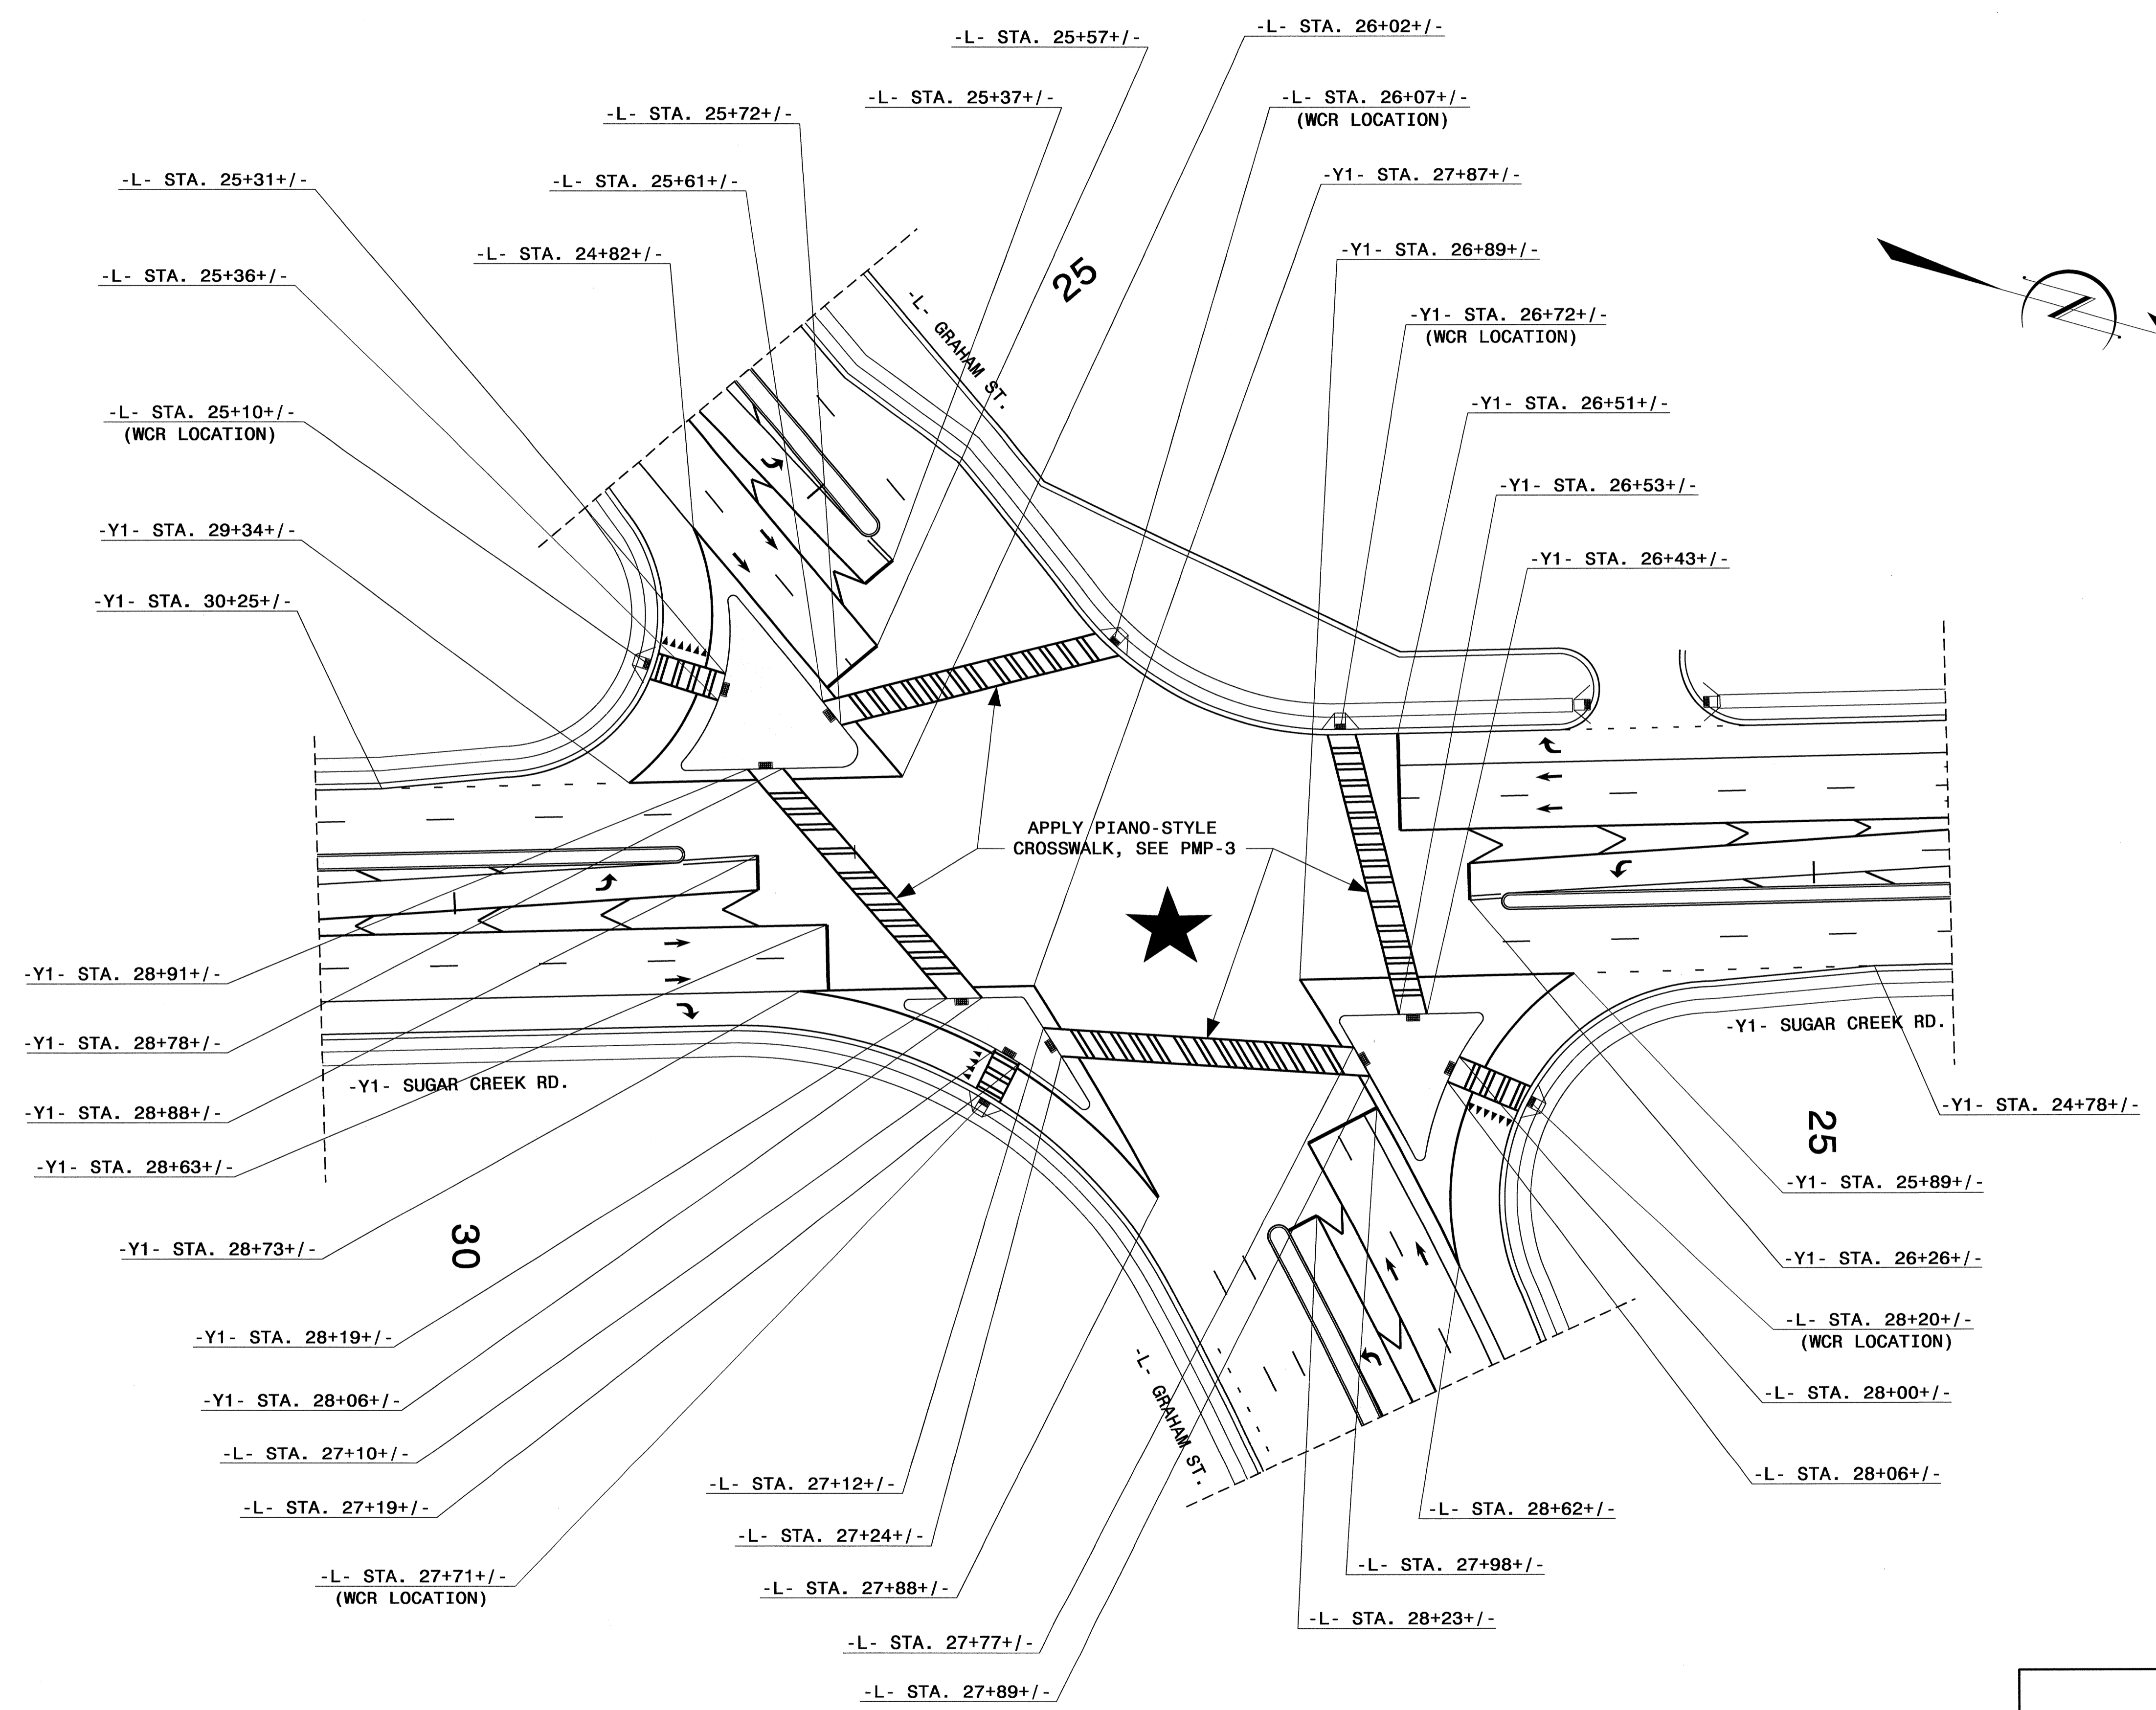 -L- STA. 26+02+/-
-L- STA. 25+57+/-
-L- STA. 25+37+/-
-L- STA. 26+07+/-
(WCR LOCATION)
-L- STA. 25+72+/-
-Y1- STA. 27+87+/-
-L- STA. 25+31+/-
-L- STA. 25+61+/-
-L- STA. 24+82+/-
-Y1- STA. 26+89+/-
-L- STA. 25+36+/-
25
-Y1- STA. 26+72+/-
(WCR LOCATION)
-L- GRAHAM ST.
-L- STA. 25+10+/-
(WCR LOCATION)
-Y1- STA. 26+51+/-
-Y1- STA. 26+53+/-
-Y1- STA. 29+34+/-
-Y1- STA. 26+43+/-
-Y1- STA. 30+25+/-
APPLY PIANO-STYLE
CROSSWALK, SEE PMP-3
-Y1- STA. 28+91+/-
-Y1- STA. 28+78+/-
-Y1- SUGAR CREEK RD.
-Y1- SUGAR CREEK RD.
-Y1- STA. 28+88+/-
-Y1- STA. 24+78+/-
25
-Y1- STA. 28+63+/-
-Y1- STA. 25+89+/-
-Y1- STA. 28+73+/-
30
-Y1- STA. 26+26+/-
-Y1- STA. 28+19+/-
-L- STA. 28+20+/-
(WCR LOCATION)
-Y1- STA. 28+06+/-
-L- STA. 28+00+/-
-L- GRAHAM ST.
-L- STA. 27+10+/-
-L- STA. 28+06+/-
-L- STA. 27+19+/-
-L- STA. 27+12+/-
-L- STA. 28+62+/-
-L- STA. 27+24+/-
-L- STA. 27+71+/-
(WCR LOCATION)
-L- STA. 27+98+/-
-L- STA. 27+88+/-
-L- STA. 28+23+/-
-L- STA. 27+77+/-
-L- STA. 27+89+/-